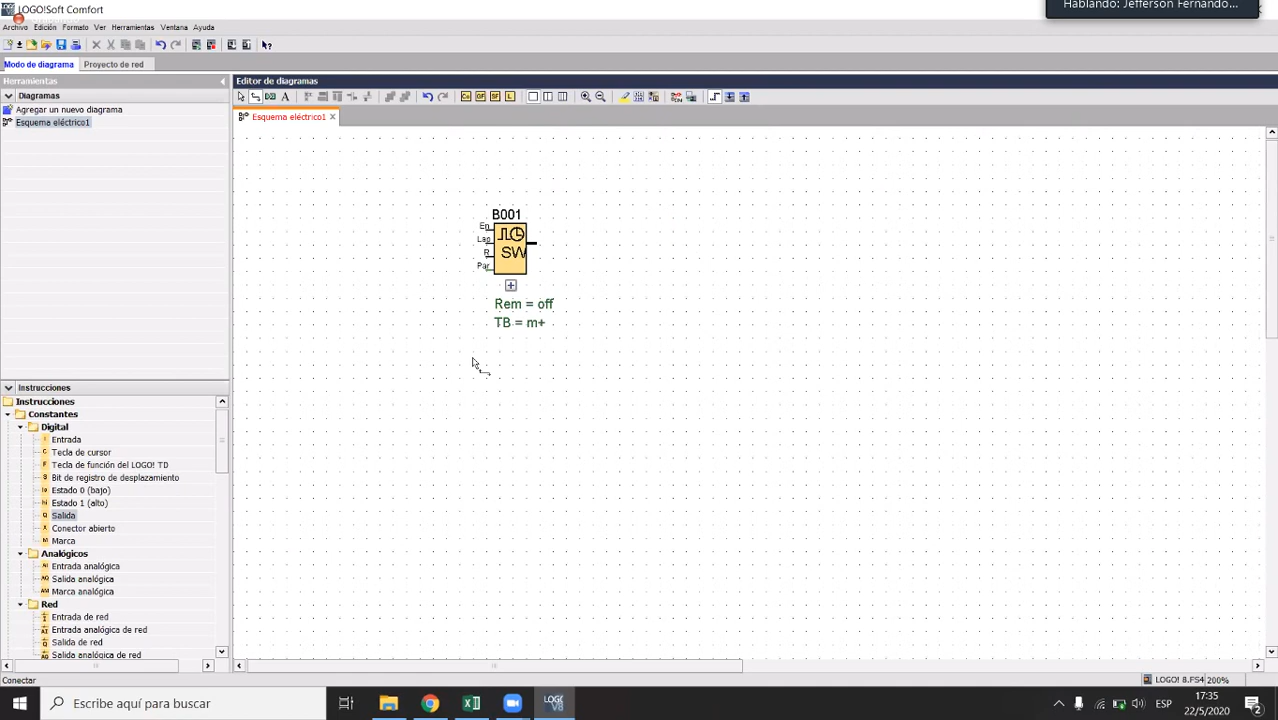 LOGO!Soft Comfort
Hablando: Jefferson Fernando...
Archivo Edición Formato Ver Herramientas Ventana Ayuda
Modo de diagrama Proyecto de red
Herramientas
Editor de diagramas
Diagramas
Agregar un nuevo diagrama
Esquema eléctrico1
Esquema eléctrico1
B001
En
Lap
R
Par
SW
Rem = off
TB = m+
Instrucciones
Instrucciones
Constantes
Digital
Entrada
Tecla de cursor
Tecla de función del LOGO! TD
Bit de registro de desplazamiento
Estado 0 (bajo)
Estado 1 (alto)
Salida
Conector abierto
Marca
Analógicos
Entrada analógica
Salida analógica
Marca analógica
Red
Entrada de red
Entrada analógica de red
Salida de red
Salida analógica de red
Conectar
LOGO! 8.FS4 200%
Escribe aquí para buscar
ESP
17:35
22/5/2020
2